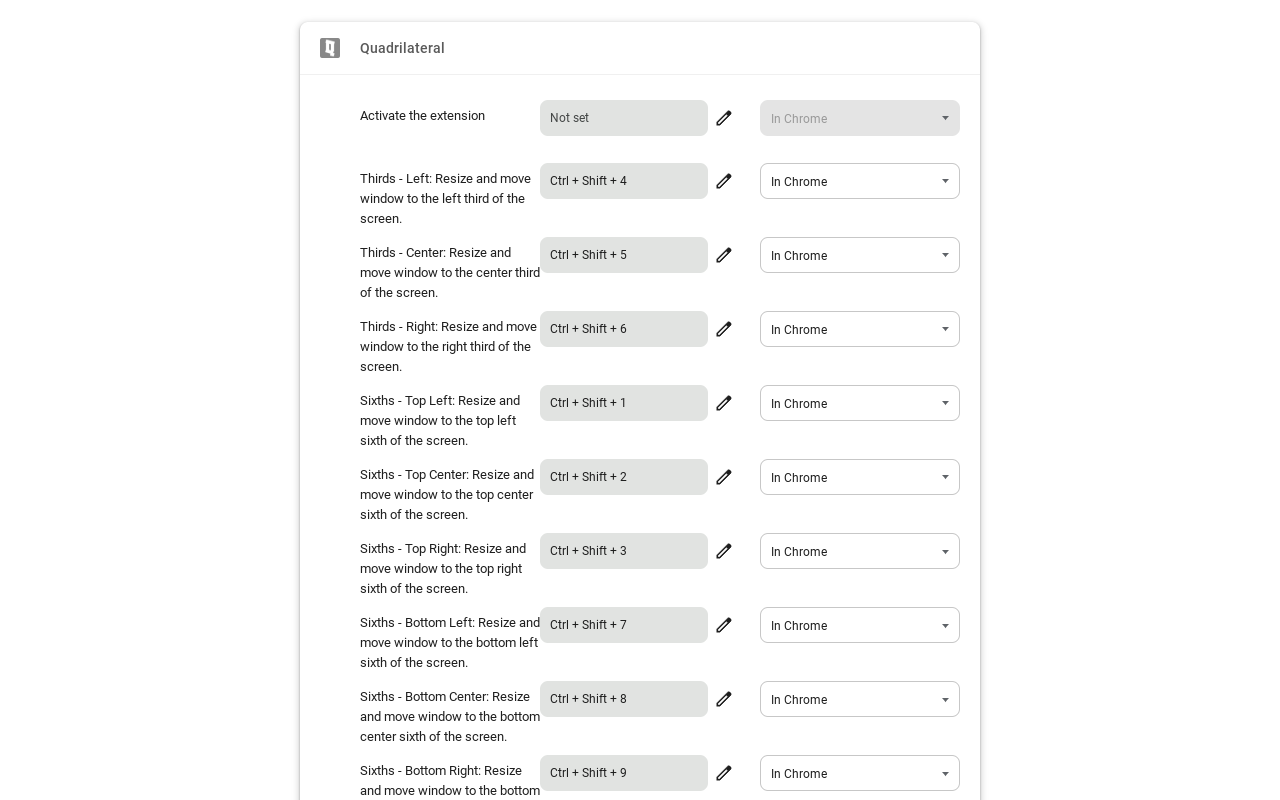 Quadrilateral
Activate the extension
Not set
In Chrome
Thirds - Left: Resize and move
window to the left third of the
screen.
Ctrl + Shift + 4
In Chrome
Thirds - Center: Resize and
move window to the center third
of the screen.
Ctrl + Shift + 5
In Chrome
Thirds - Right: Resize and move
window to the right third of the
screen.
Ctrl + Shift + 6
In Chrome
Sixths - Top Left: Resize and
move window to the top left
sixth of the screen.
Ctrl + Shift + 1
In Chrome
Sixths - Top Center: Resize and
move window to the top center
sixth of the screen.
Ctrl + Shift + 2
In Chrome
Sixths - Top Right: Resize and
move window to the top right
sixth of the screen.
Ctrl + Shift + 3
In Chrome
Sixths - Bottom Left: Resize and
move window to the bottom left
sixth of the screen.
Ctrl + Shift + 7
In Chrome
Sixths - Bottom Center: Resize
and move window to the bottom
center sixth of the screen.
Ctrl + Shift + 8
In Chrome
Sixths - Bottom Right: Resize
and move window to the bottom
Ctrl + Shift + 9
In Chrome